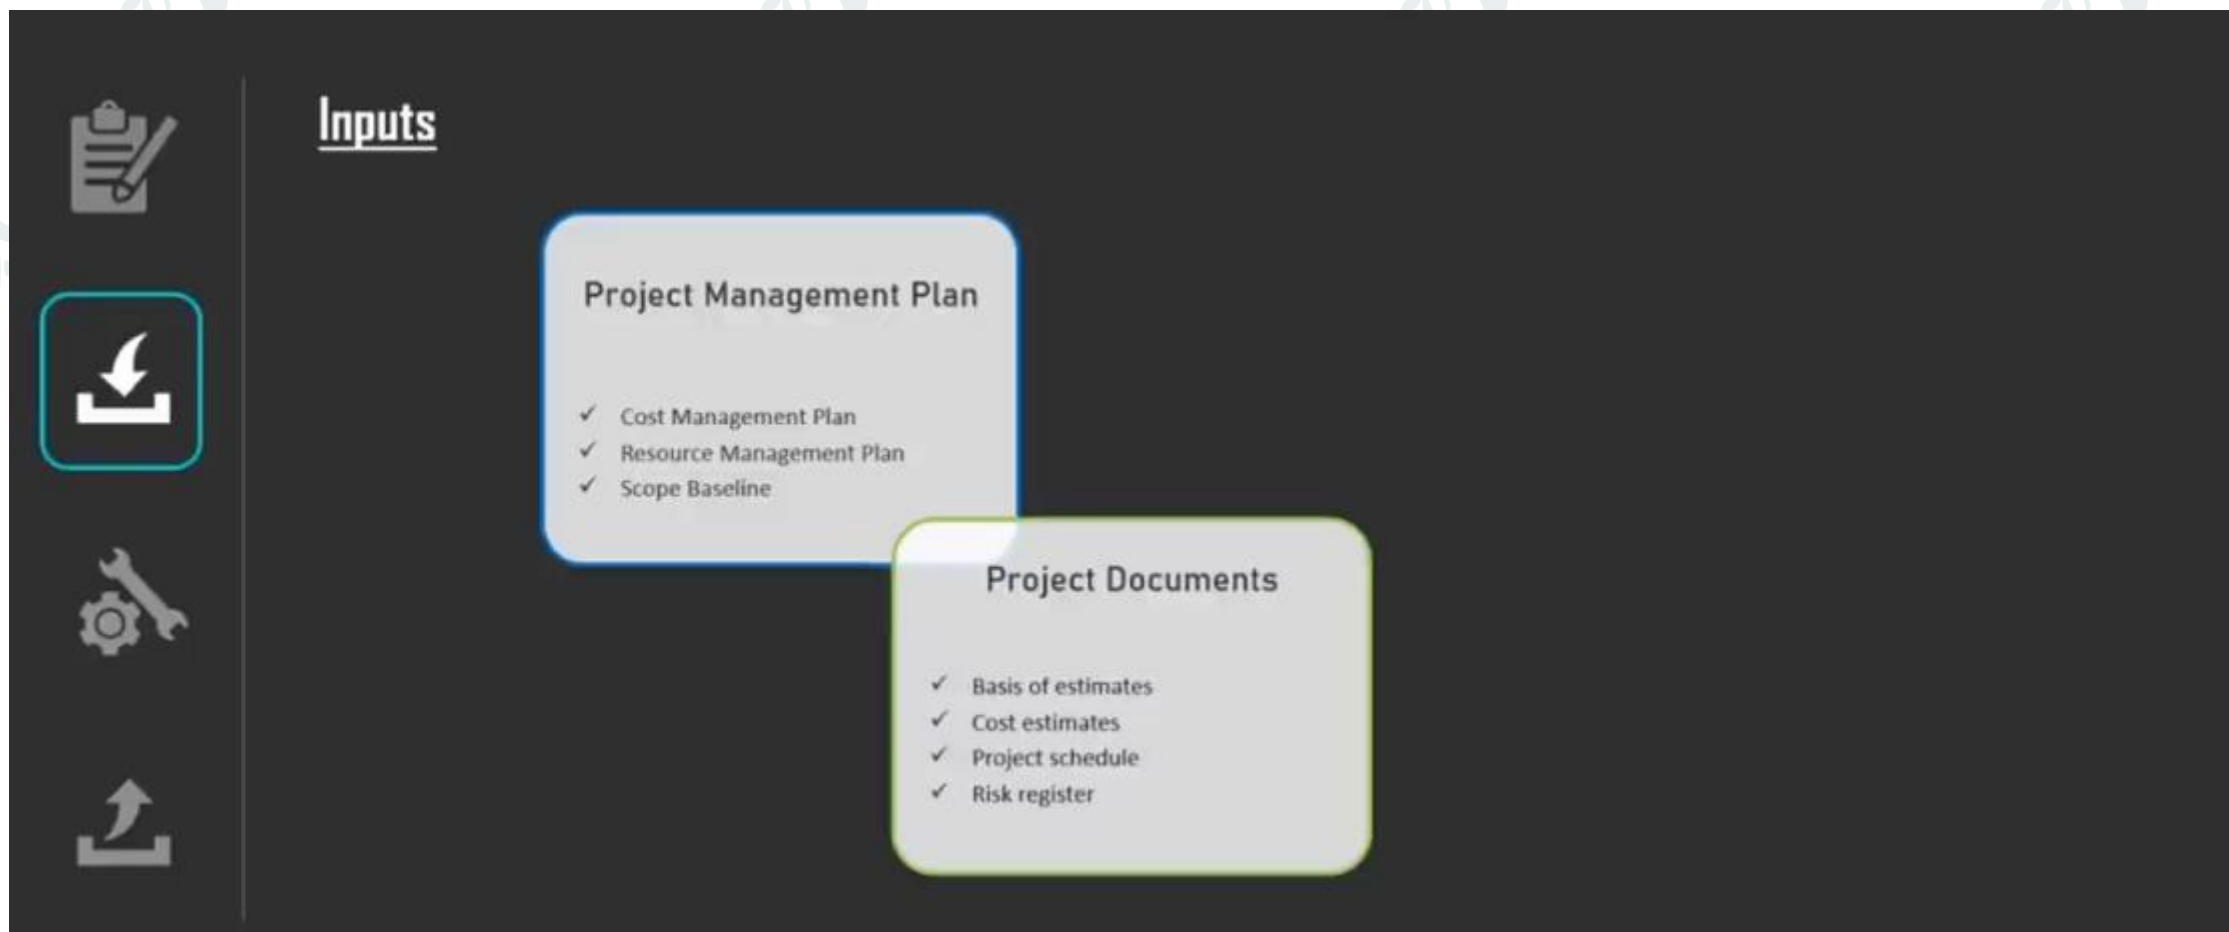 Inputs
Project Management Plan
✓ Cost Management Plan
✓ Resource Management Plan
✓ Scope Baseline
Project Documents
✓ Basis of estimates
✓ Cost estimates
✓ Project schedule
✓ Risk register